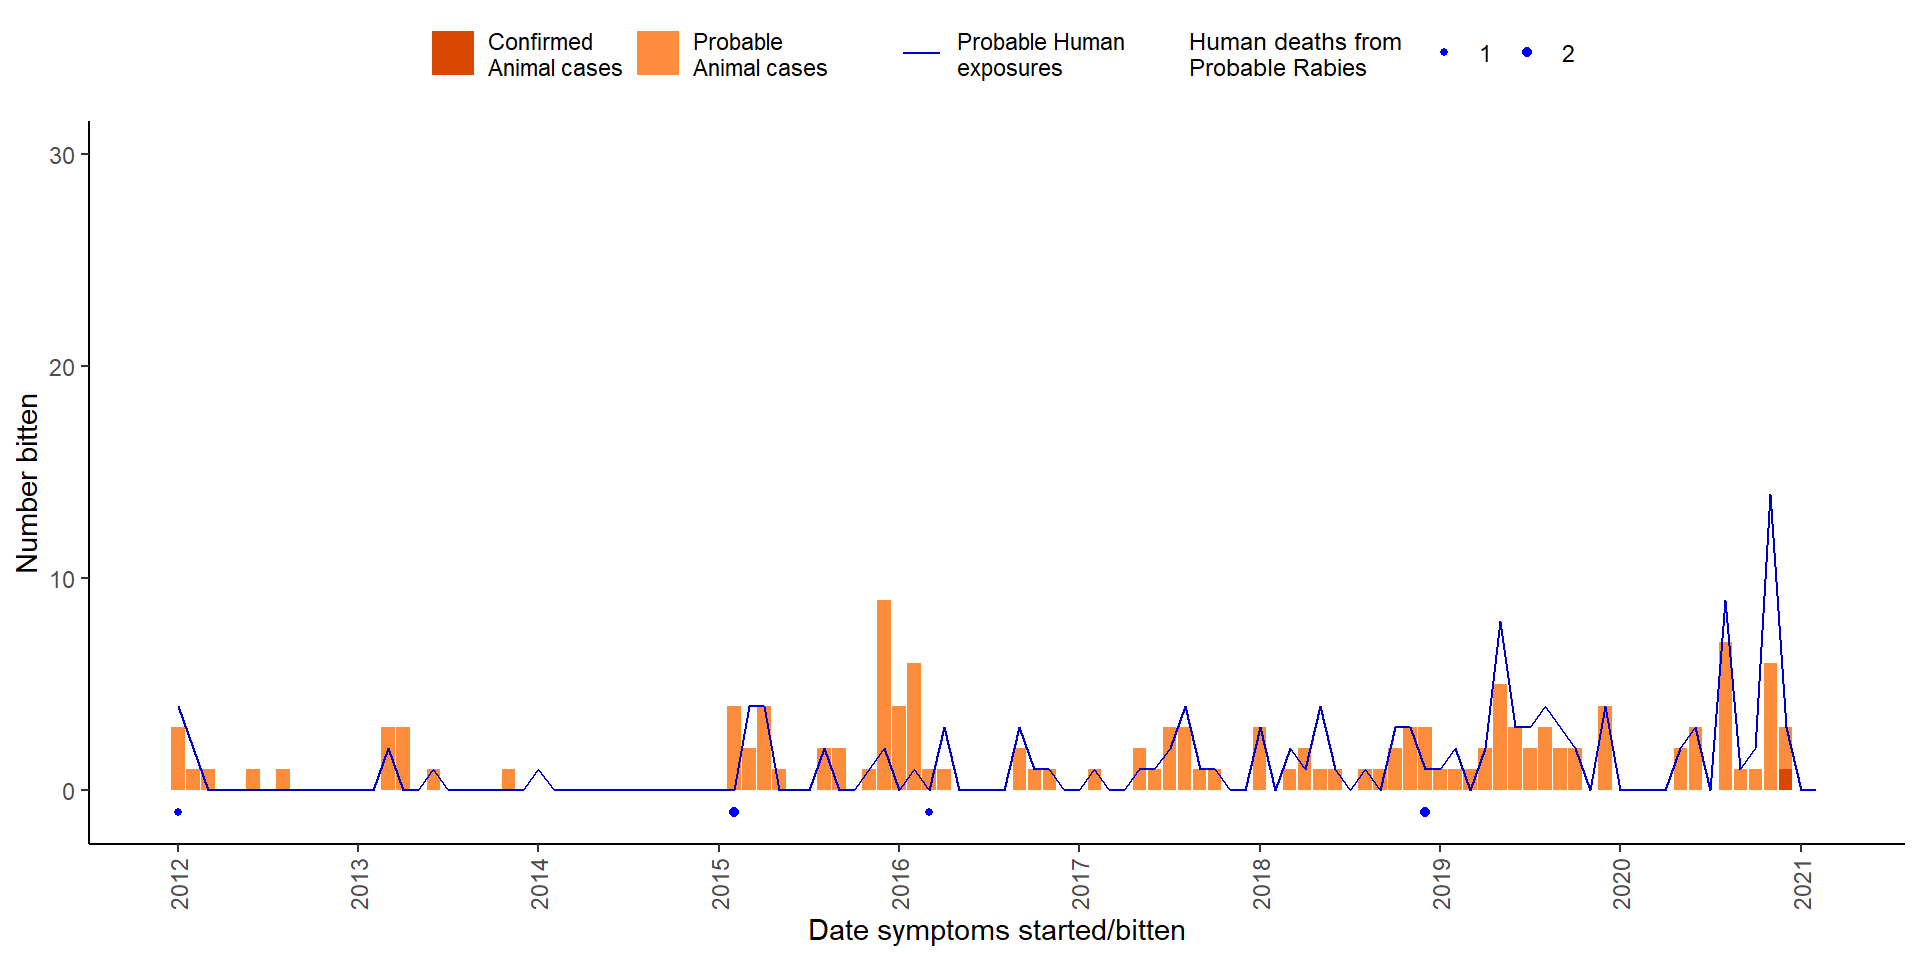 Confirmed
Animal cases
Probable
Animal cases
Probable Human
exposures
Human deaths from
Probable Rabies
1
2
Number bitten
30
20
10
0
2012
2013
2014
2015
2016
2017
2018
2019
2020
2021
Date symptoms started/bitten